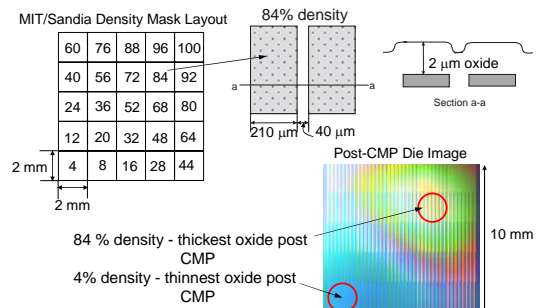 MIT/Sandia Density Mask Layout
60 76 88 96 100
40 56 72 84 92
24 36 52 68 80
12 20 32 48 64
4 8 16 28 44
2 mm
2 mm
84% density
a
a
210 μm
40 μm
2 μm oxide
Section a-a
Post-CMP Die Image
10 mm
84 % density - thickest oxide post
CMP
4% density - thinnest oxide post
CMP